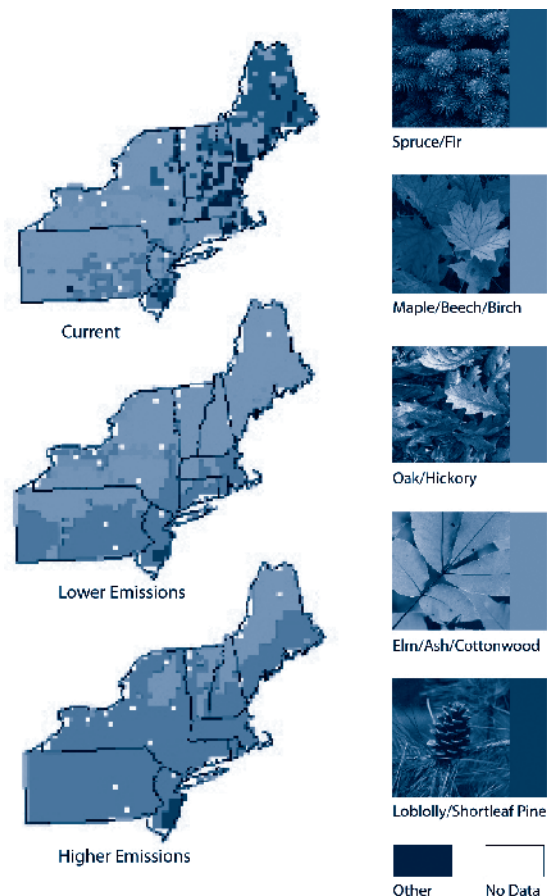 Current
Lower Emissions
Higher Emissions
Spruce/Fir
Maple/Beech/Birch
Oak/Hickory
Elm/Ash/Cottonwood
Loblolly/Shortleaf Pine
Other
No Data